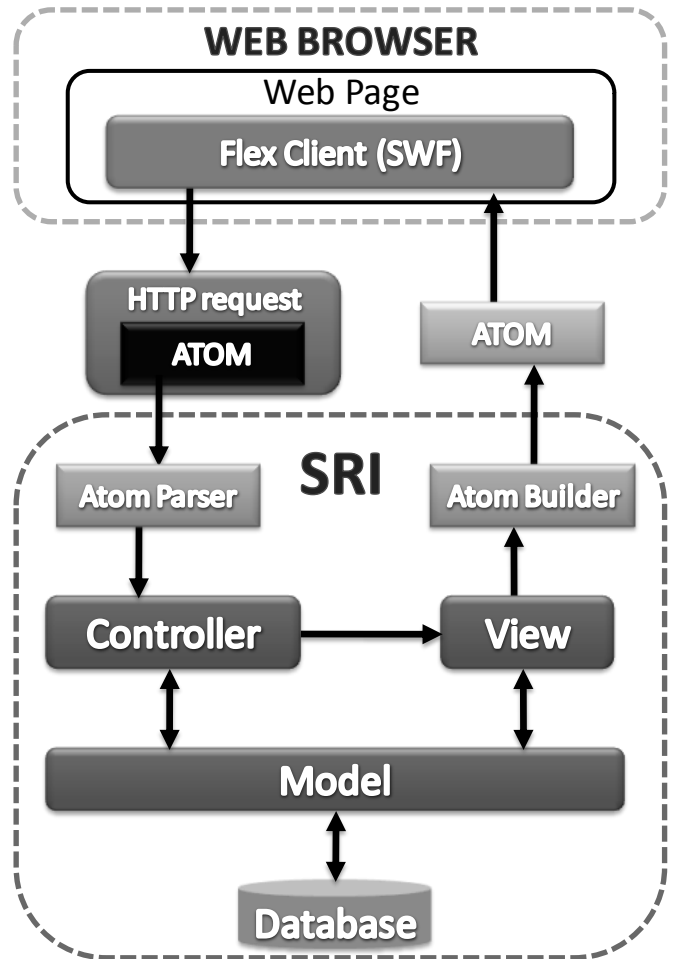 WEB BROWSER
Web Page
Flex Client (SWF)
HTTP request
ATOM
ATOM
SRI
Atom Parser
Atom Builder
Controller
View
Model
Database